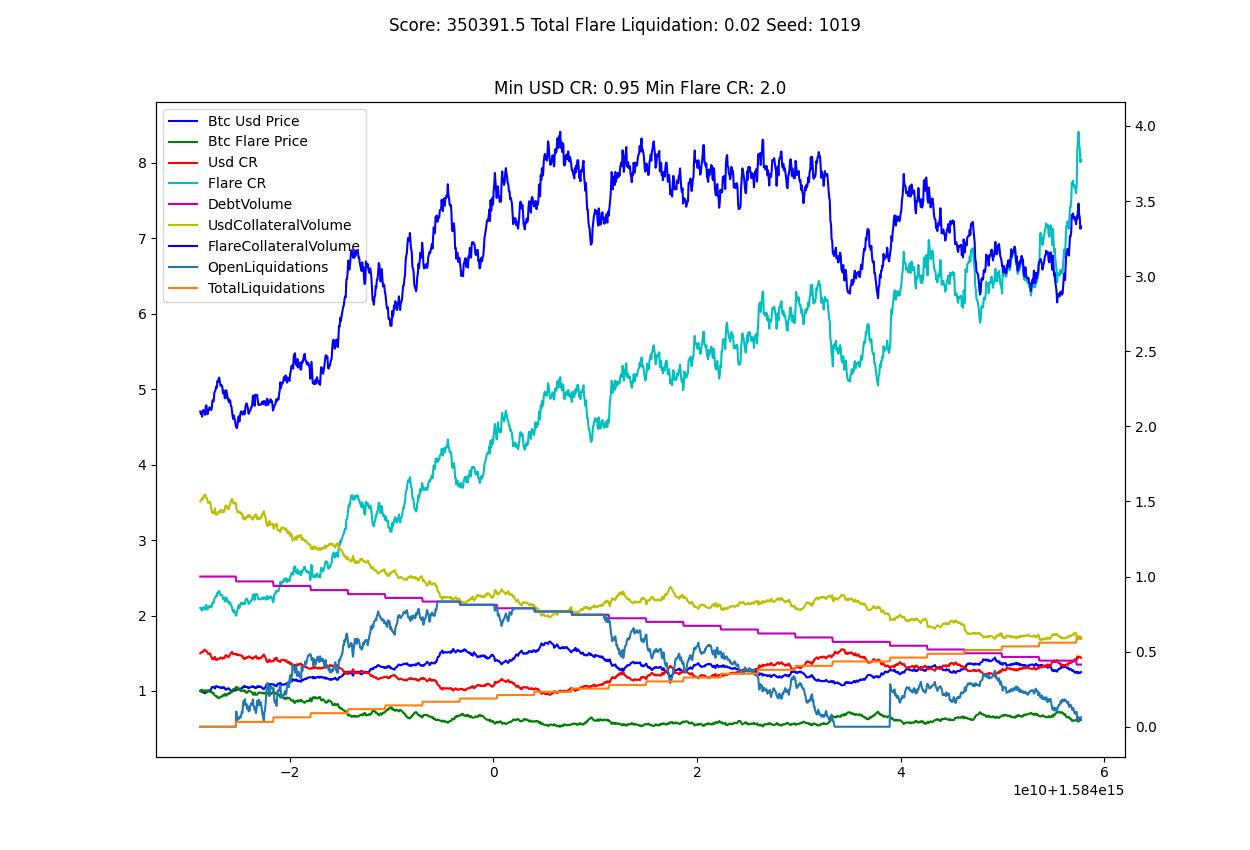 Score: 350391.5 Total Flare Liquidation: 0.02 Seed: 1019
Min USD CR: 0.95 Min Flare CR: 2.0
Btc Usd Price
Btc Flare Price
Usd CR
Flare CR
DebtVolume
UsdCollateralVolume
FlareCollateralVolume
OpenLiquidations
TotalLiquidations
8
7
6
5
4
3
2
1
4.0
3.5
3.0
2.5
2.0
1.5
1.0
0.5
0.0
−2 0 2 4 6
1e10+1.584e15